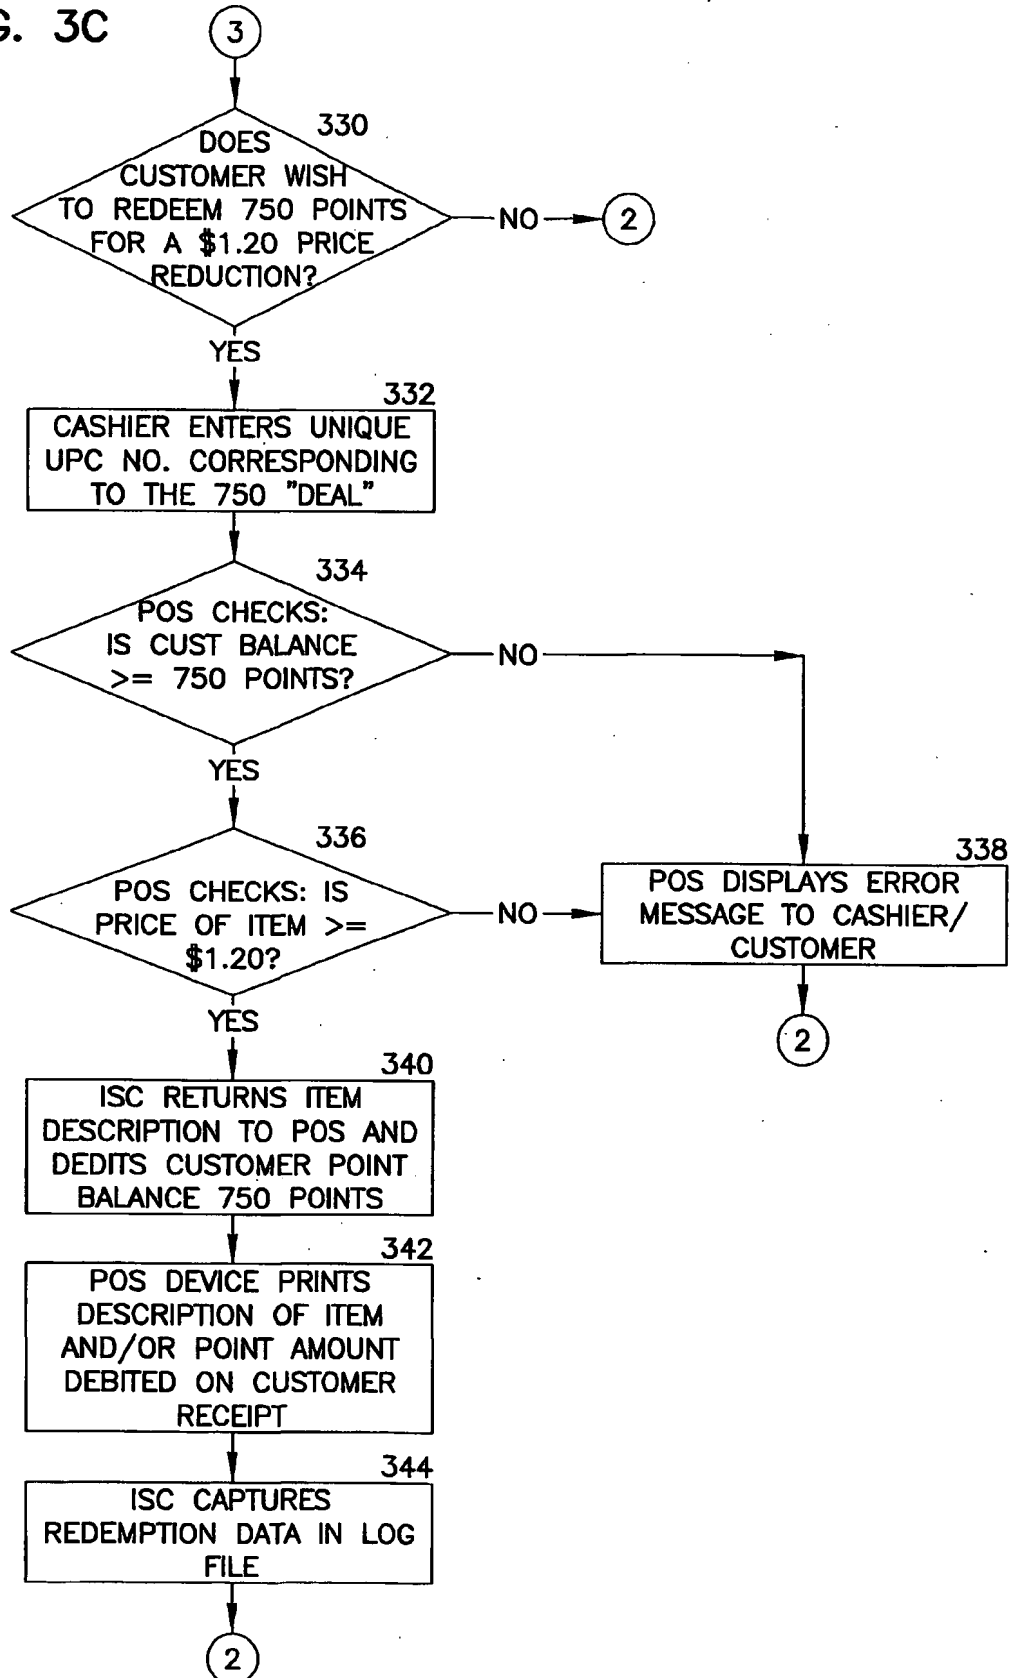 G. 3C
3
330
DOES
CUSTOMER WISH
TO REDEEM 750 POINTS
FOR A $1.20 PRICE
REDUCTION?
NO
2
YES
332
CASHIER ENTERS UNIQUE
UPC NO. CORRESPONDING
TO THE 750 "DEAL"
334
POS CHECKS:
IS CUST BALANCE
>= 750 POINTS?
NO
YES
336
POS CHECKS: IS
PRICE OF ITEM >=
$1.20?
NO
338
POS DISPLAYS ERROR
MESSAGE TO CASHIER/
CUSTOMER
2
YES
340
ISC RETURNS ITEM
DESCRIPTION TO POS AND
DEDITS CUSTOMER POINT
BALANCE 750 POINTS
342
POS DEVICE PRINTS
DESCRIPTION OF ITEM
AND/OR POINT AMOUNT
DEBITED ON CUSTOMER
RECEIPT
344
ISC CAPTURES
REDEMPTION DATA IN LOG
FILE
2